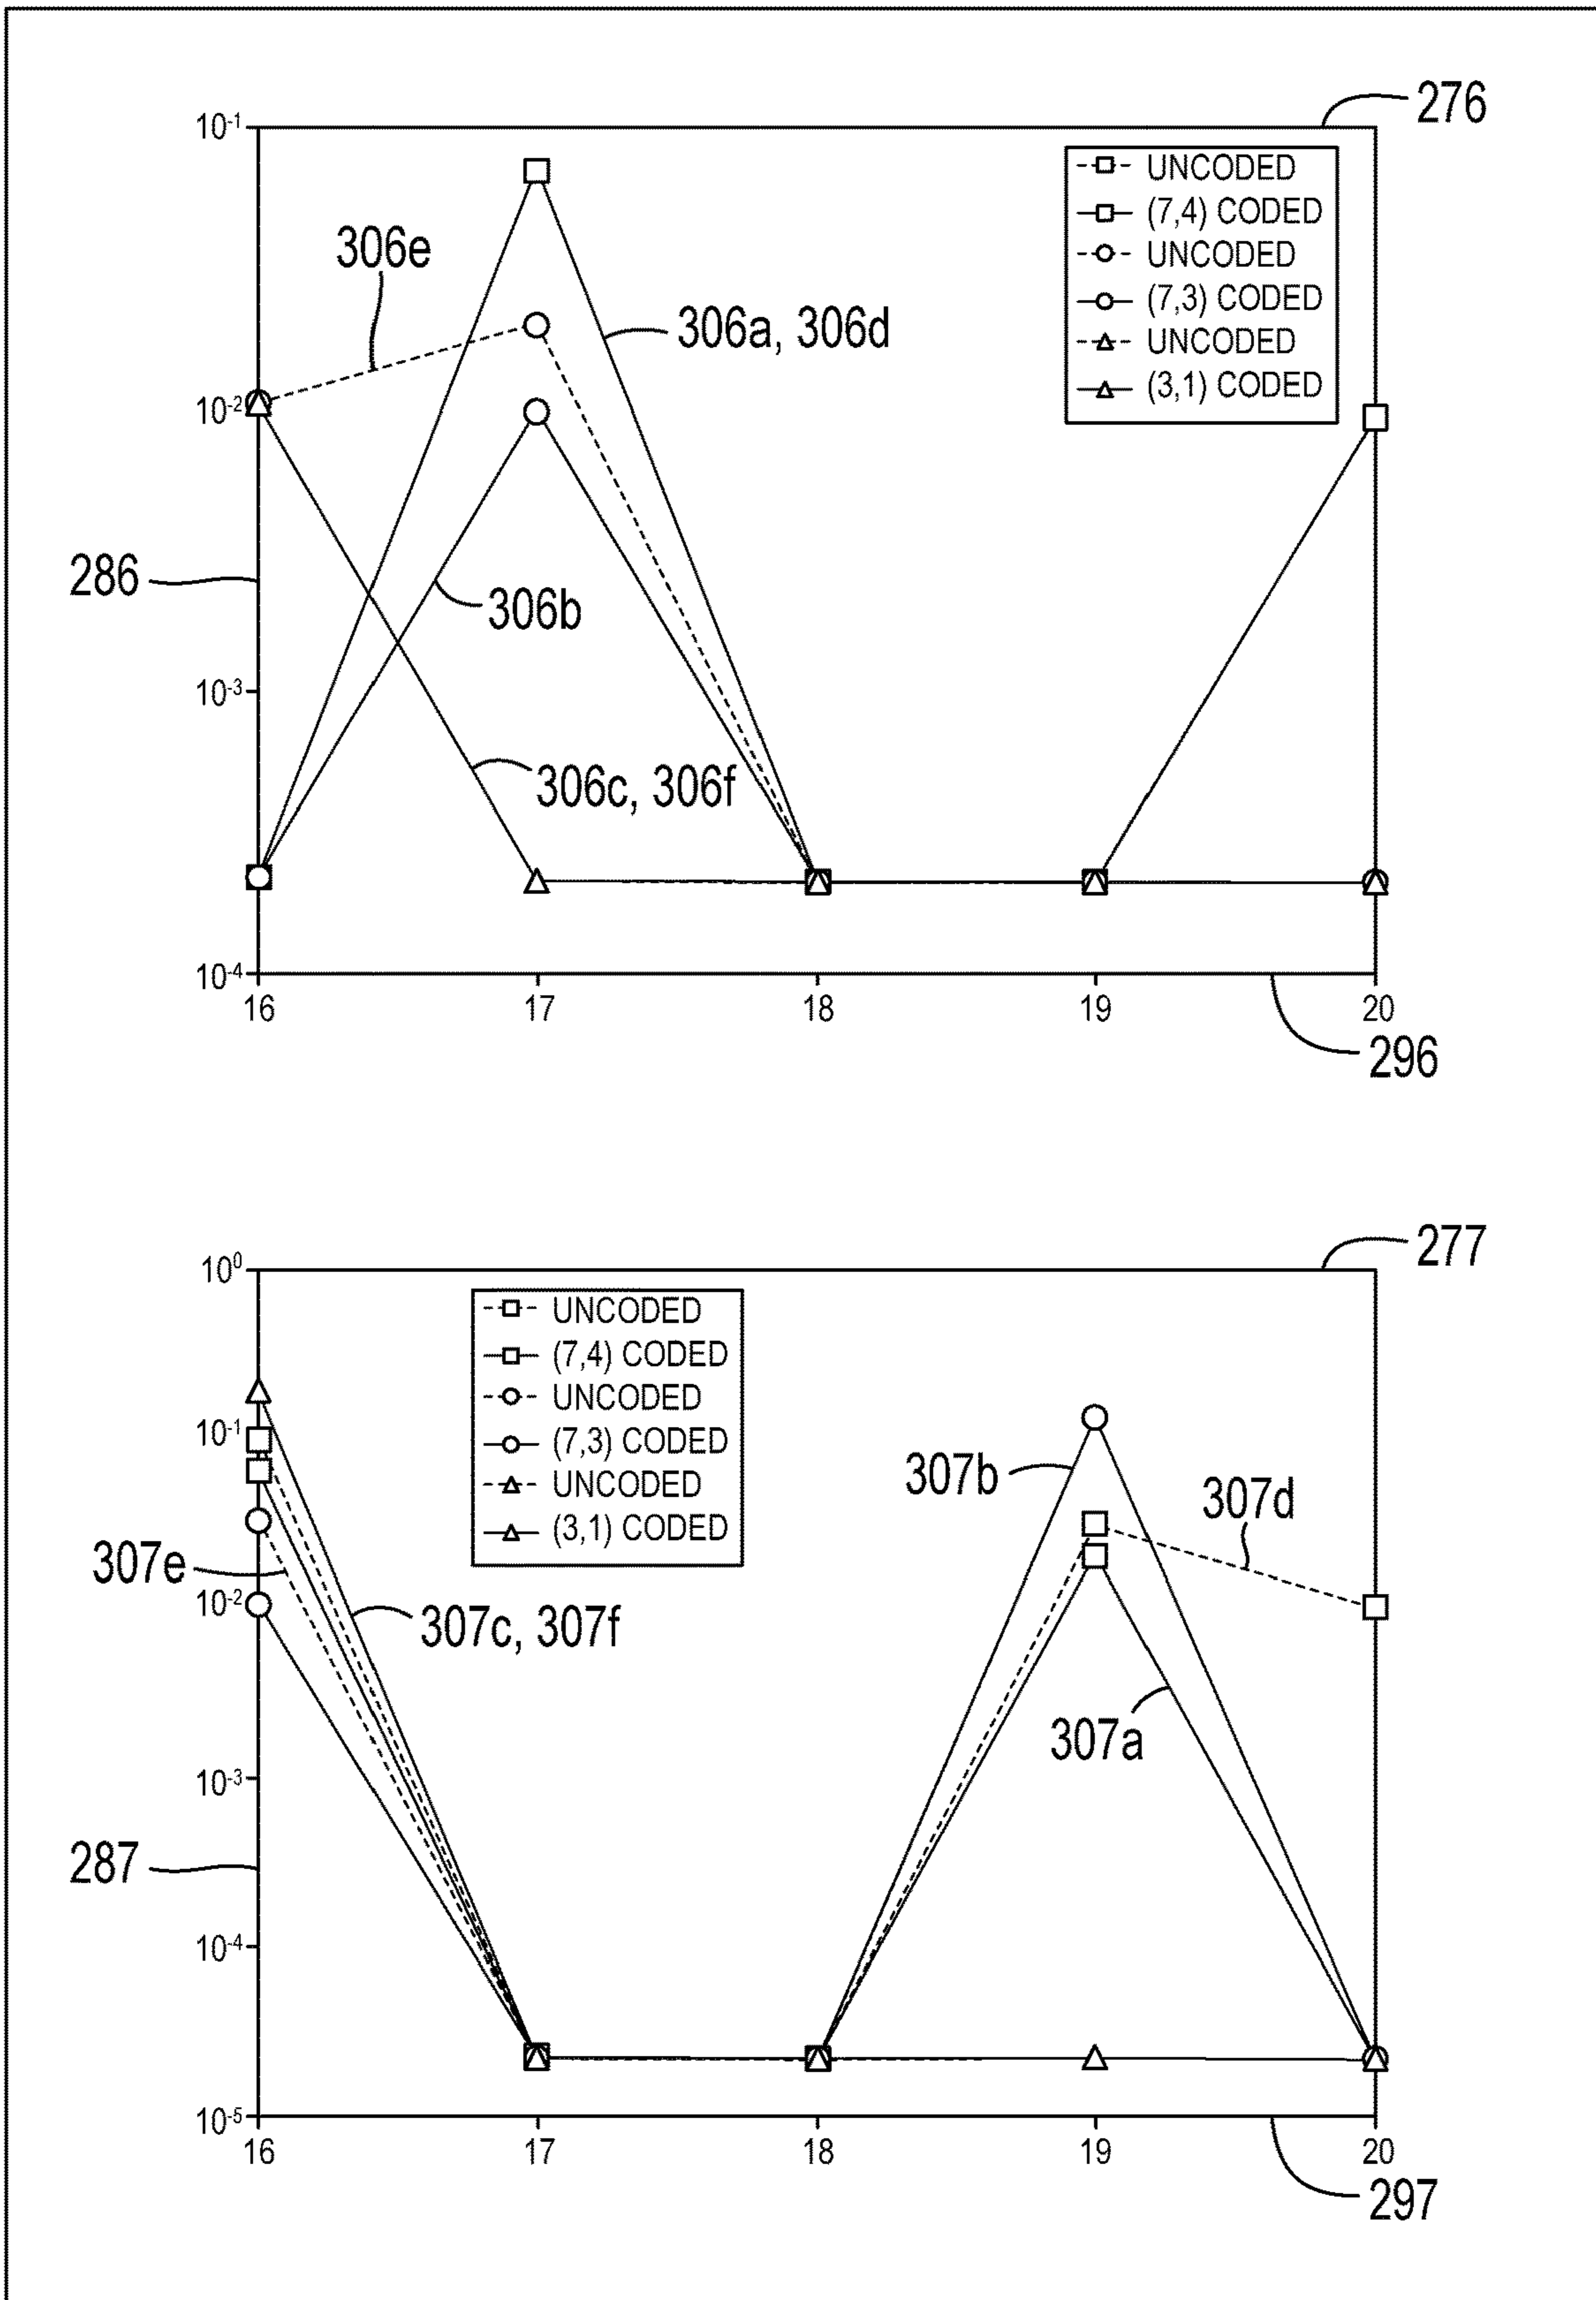 276
10⁻¹
UNCODED
(7,4) CODED
UNCODED
(7,3) CODED
UNCODED
(3,1) CODED
306e
306a, 306d
10⁻²
286
306b
10⁻³
306c, 306f
10⁻⁴
16 17 18 19 20
296
277
10⁰
UNCODED
(7,4) CODED
UNCODED
(7,3) CODED
UNCODED
(3,1) CODED
10⁻¹
307b
307d
307e
10⁻²
307c, 307f
307a
10⁻³
287
10⁻⁴
10⁻⁵
16 17 18 19 20
297